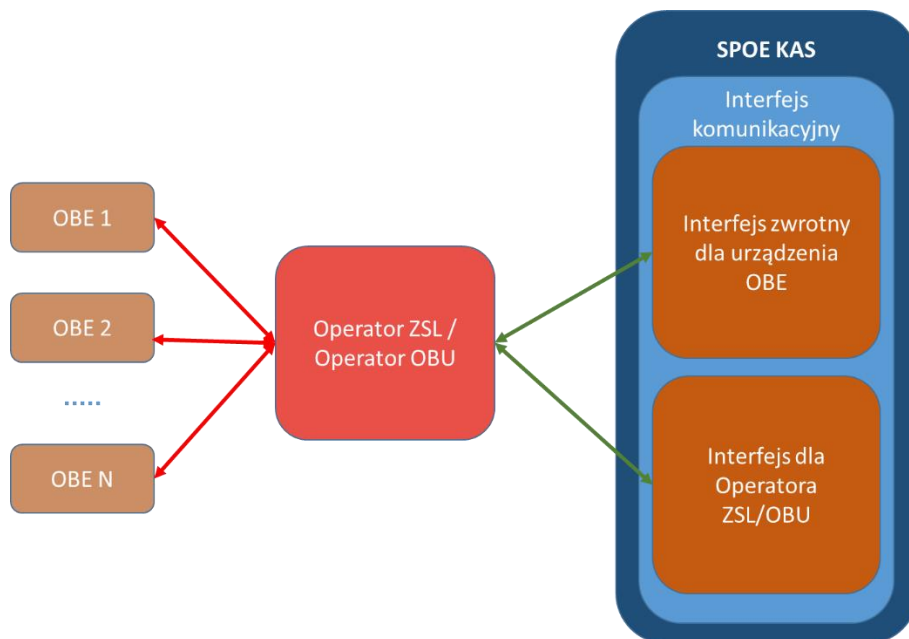 SPOE KAS
Interfejs
komunikacyjny
OBE 1
OBE 2
.....
OBE N
Operator ZSL /
Operator OBU
Interfejs zwrotny
dla urządzenia
OBE
Interfejs dla
Operatora
ZSL/OBU